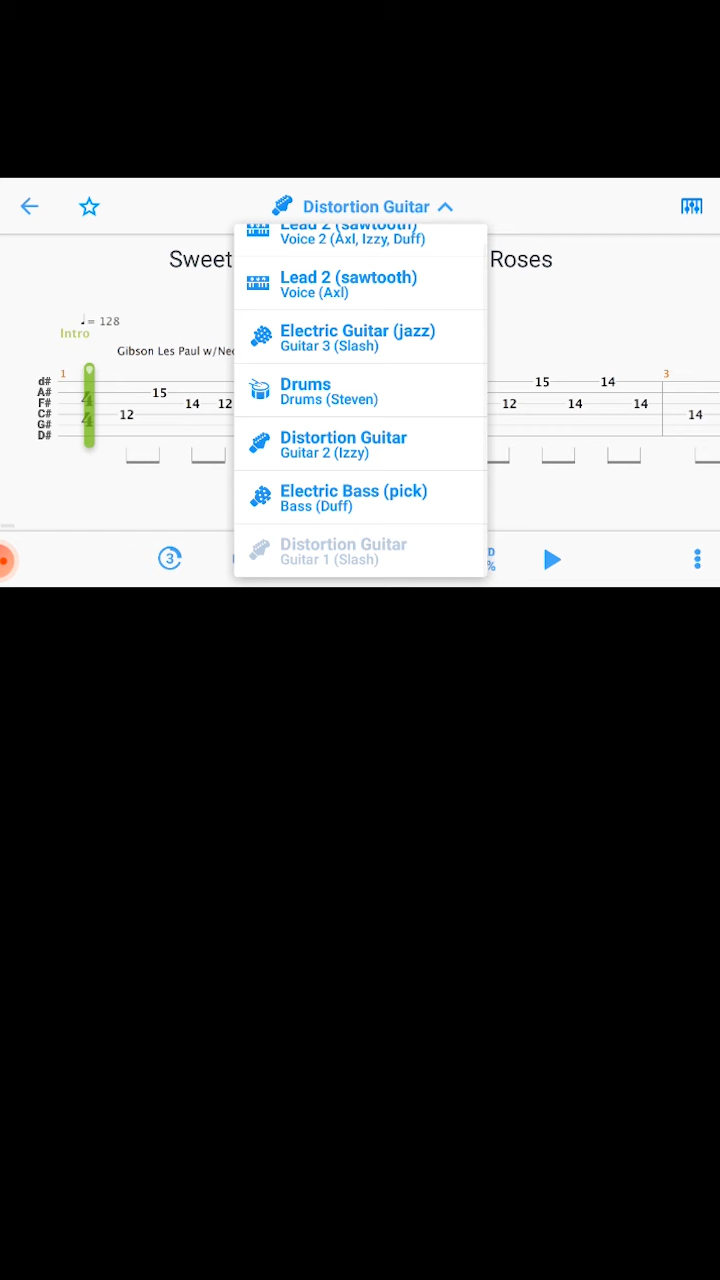 Distortion Guitar
Lead 2 (sawtooth)
Voice 2 (Axl, Izzy, Duff)
Sweet Roses
Lead 2 (sawtooth)
Voice (Axl)
= 128
Intro
Electric Guitar (jazz)
Guitar 3 (Slash)
Gibson Les Paul w/Nec
1 3
d#
A#
F#
C#
G#
D#
4
4
15 14
15
14 12 12 14 14
12 14
Drums
Drums (Steven)
Distortion Guitar
Guitar 2 (Izzy)
Electric Bass (pick)
Bass (Duff)
Distortion Guitar
Guitar 1 (Slash)
3
D
%